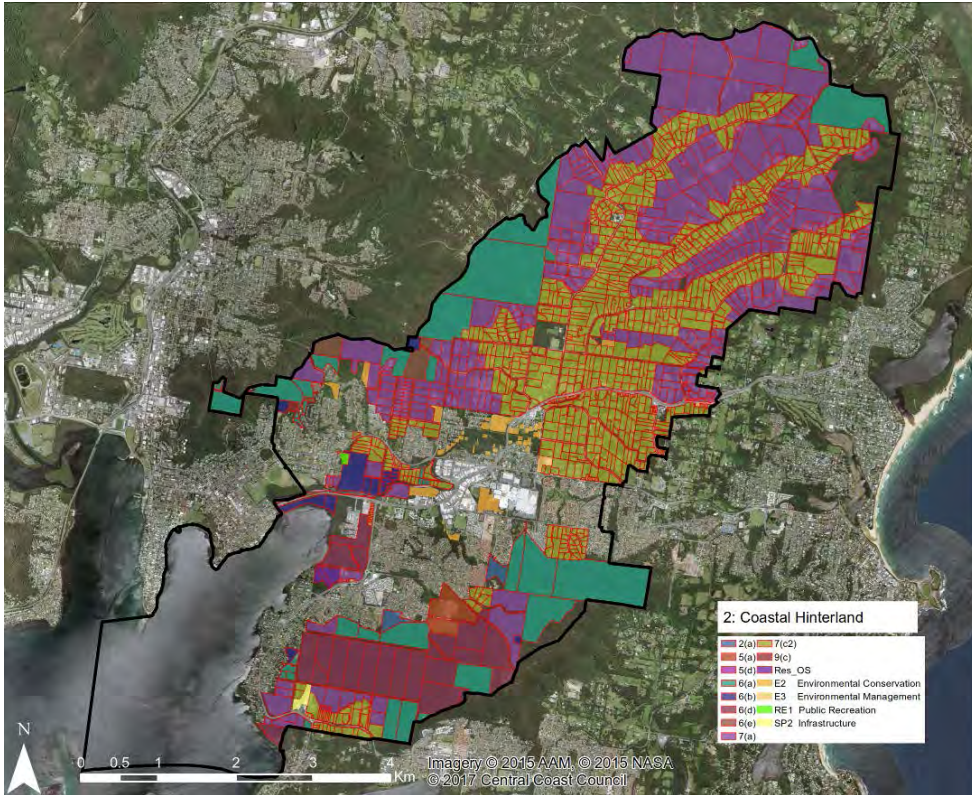 2: Coastal Hinterland
2(a) 7(c2)
5(a) 9(c)
5(d) Res_OS
6(a) E2 Environmental Conservation
6(b) E3 Environmental Management
6(d) RE1 Public Recreation
6(e) SP2 Infrastructure
7(a)
N
0 0.5 1 2 3 4
Km
Imagery © 2015 AAM, © 2015 NASA
© 2017 Central Coast Council